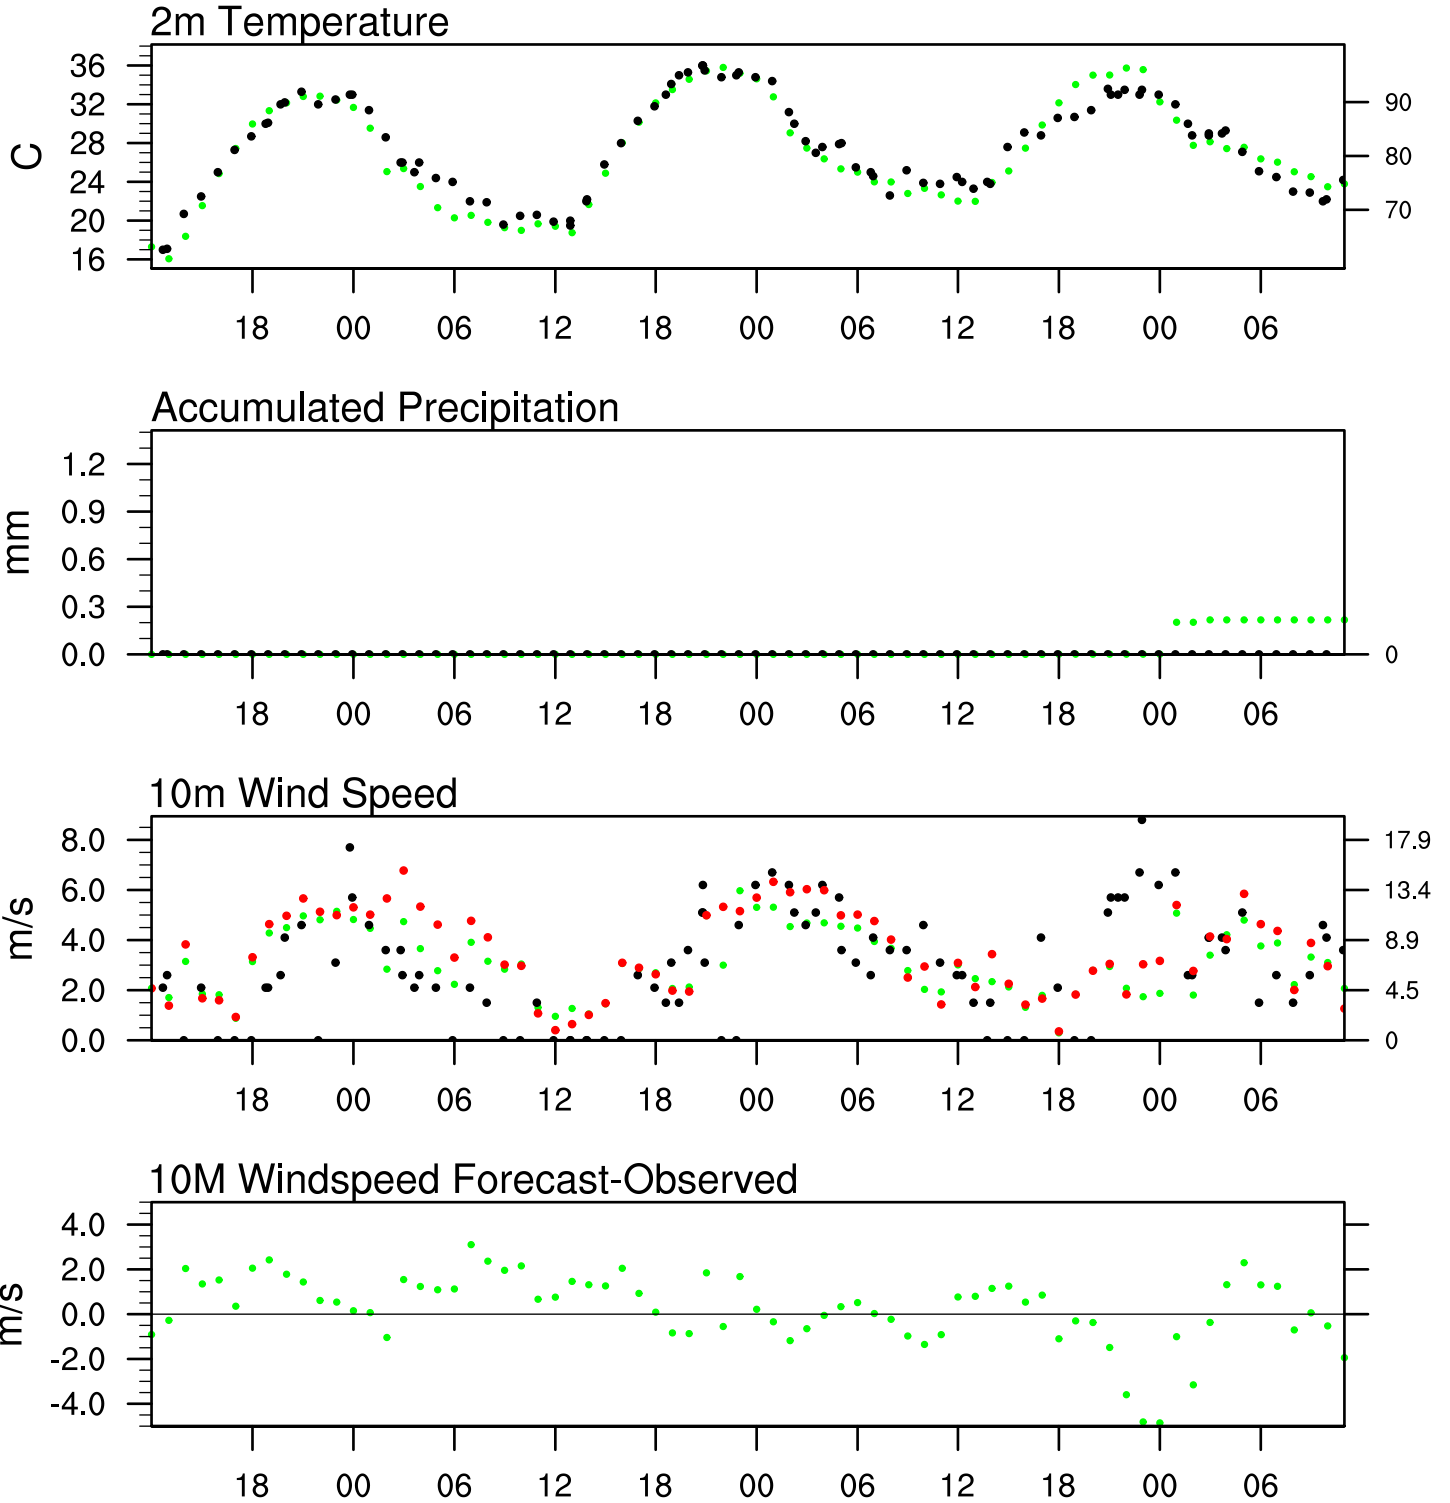 2m Temperature
C
36
32
28
24
20
16
90
80
70
18 00 06 12 18 00 06 12 18 00 06
Accumulated Precipitation
mm
1.2
0.9
0.6
0.3
0.0
0
18 00 06 12 18 00 06 12 18 00 06
10m Wind Speed
m/s
8.0
6.0
4.0
2.0
0.0
17.9
13.4
8.9
4.5
0
18 00 06 12 18 00 06 12 18 00 06
10M Windspeed Forecast-Observed
m/s
4.0
2.0
0.0
-2.0
-4.0
18 00 06 12 18 00 06 12 18 00 06